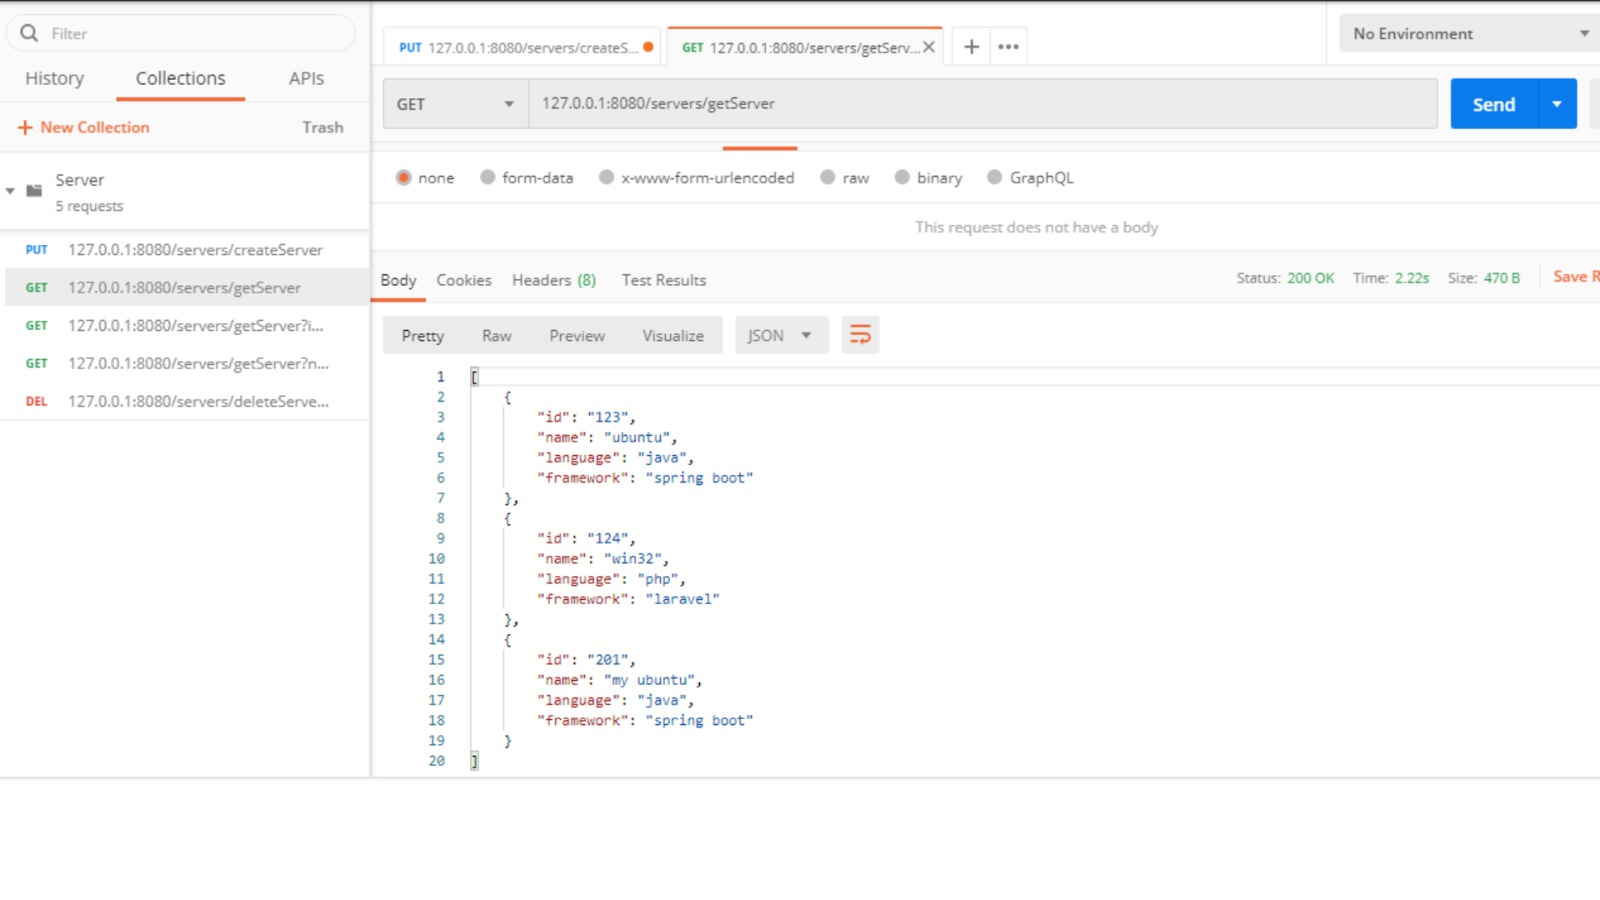 Filter
History Collections APIs
+ New Collection Trash
Server
5 requests
PUT 127.0.0.1:8080/servers/createServer
GET 127.0.0.1:8080/servers/getServer
GET 127.0.0.1:8080/servers/getServer?i...
GET 127.0.0.1:8080/servers/getServer?n...
DEL 127.0.0.1:8080/servers/deleteServe...
PUT 127.0.0.1:8080/servers/createS...
GET 127.0.0.1:8080/servers/getServ...
No Environment
GET 127.0.0.1:8080/servers/getServer
Send
none form-data x-www-form-urlencoded raw binary GraphQL
This request does not have a body
Body Cookies Headers (8) Test Results
Status: 200 OK Time: 2.22s Size: 470 B Save R
Pretty Raw Preview Visualize JSON
1 [
2 {
3 "id": "123",
4 "name": "ubuntu",
5 "language": "java",
6 "framework": "spring boot"
7 },
8 {
9 "id": "124",
10 "name": "win32",
11 "language": "php",
12 "framework": "laravel"
13 },
14 {
15 "id": "201",
16 "name": "my ubuntu",
17 "language": "java",
18 "framework": "spring boot"
19 }
20 ]